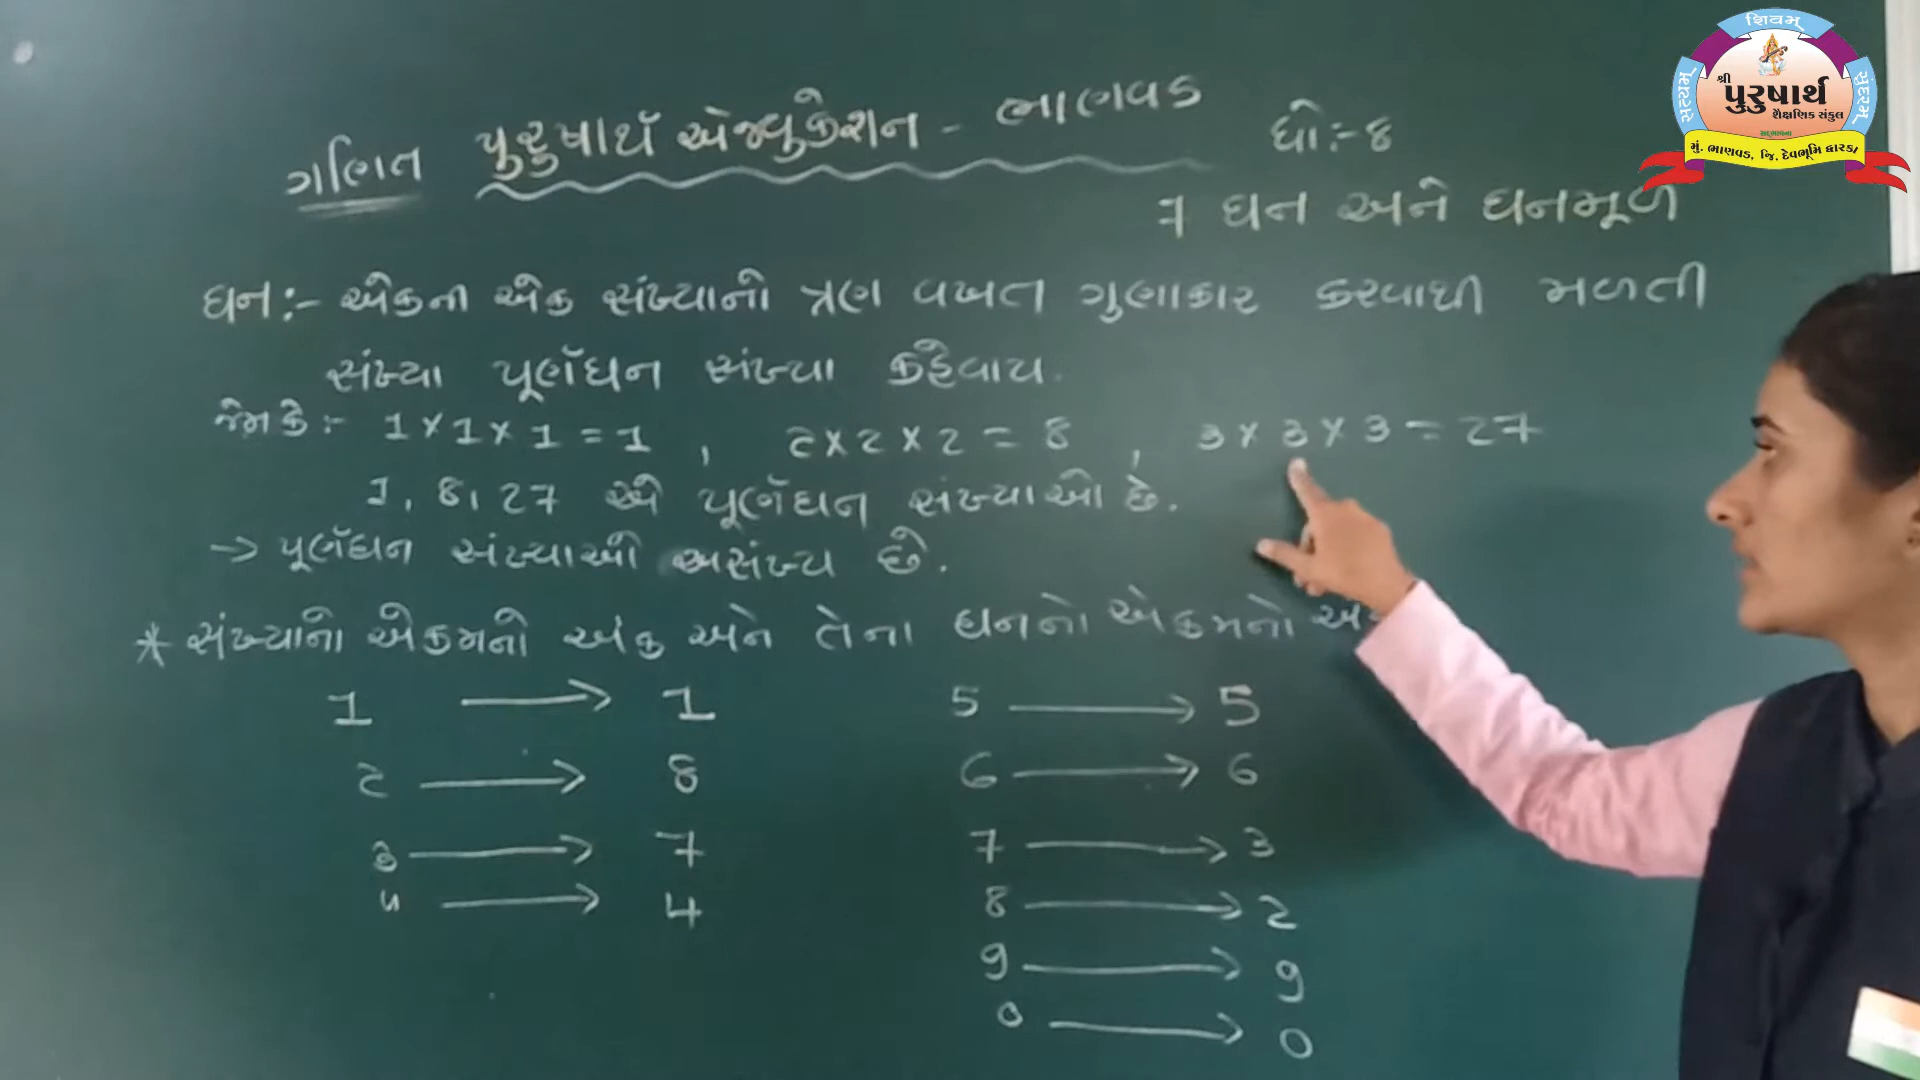 શિવમ્
સત્યમ્
સુંદરમ્
શ્રી
પુરુષાર્થ
શૈક્ષણિક સંકુલ
મું. ભાણવડ, જિ. દેવભૂમિ દ્વારકા
ગણિત પુરુષાર્થ એજ્યુકેશન - ભાણવડ ધો:-8
7 ઘન અને ઘનમૂળ
ઘન:- એકની એક સંખ્યાનો ત્રણ વખત ગુણાકાર કરવાથી મળતી
સંખ્યા પૂર્ણઘન સંખ્યા કહેવાય.
જેમ કે:- 1×1×1=1, 2×2×2=8, 3×3×3=27
1, 8, 27 એ પૂર્ણઘન સંખ્યાઓ છે.
→ પૂર્ણઘન સંખ્યાઓ અસંખ્ય છે.
* સંખ્યાનો એકમનો અંક અને તેના ઘનનો એકમનો
1 → 1 5 → 5
2 → 8 6 → 6
3 → 7 7 → 3
4 → 4 8 → 2
9 → 9
0 → 0